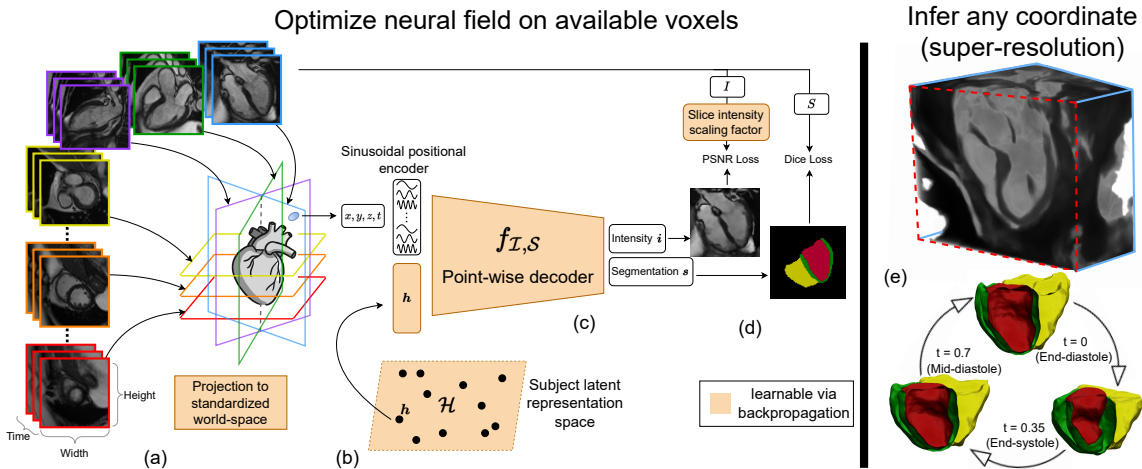 Optimize neural field on available voxels
Infer any coordinate
(super-resolution)
I
S
Slice intensity
scaling factor
PSNR Loss
Dice Loss
Sinusoidal positional
encoder
x, y, z, t
h
f_{I,S}
Point-wise decoder
Intensity i
Segmentation s
(c)
(d)
(e)
Projection to
standardized
world-space
Height
Width
Time
(a)
(b)
h
H
Subject latent
representation
space
learnable via
backpropagation
t = 0
(End-diastole)
t = 0.7
(Mid-diastole)
t = 0.35
(End-systole)